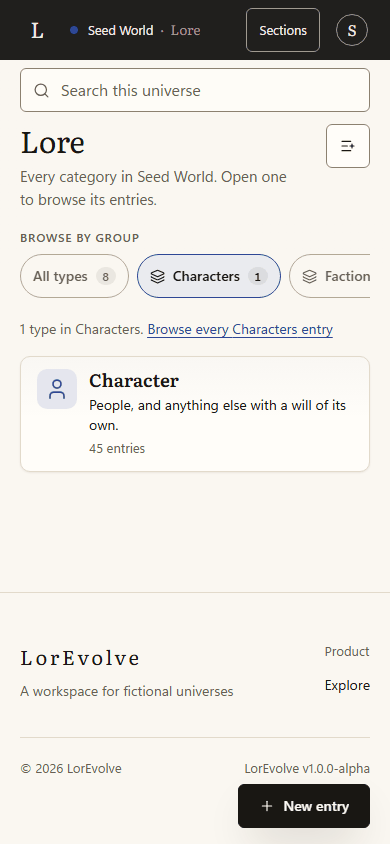 L
Seed World · Lore
Sections
S
Search this universe
Lore
Every category in Seed World. Open one
to browse its entries.
BROWSE BY GROUP
All types 8
Characters 1
Faction
1 type in Characters. Browse every Characters entry
Character
People, and anything else with a will of its
own.
45 entries
LorEvolve
A workspace for fictional universes
Product
Explore
© 2026 LorEvolve
LorEvolve v1.0.0-alpha
New entry